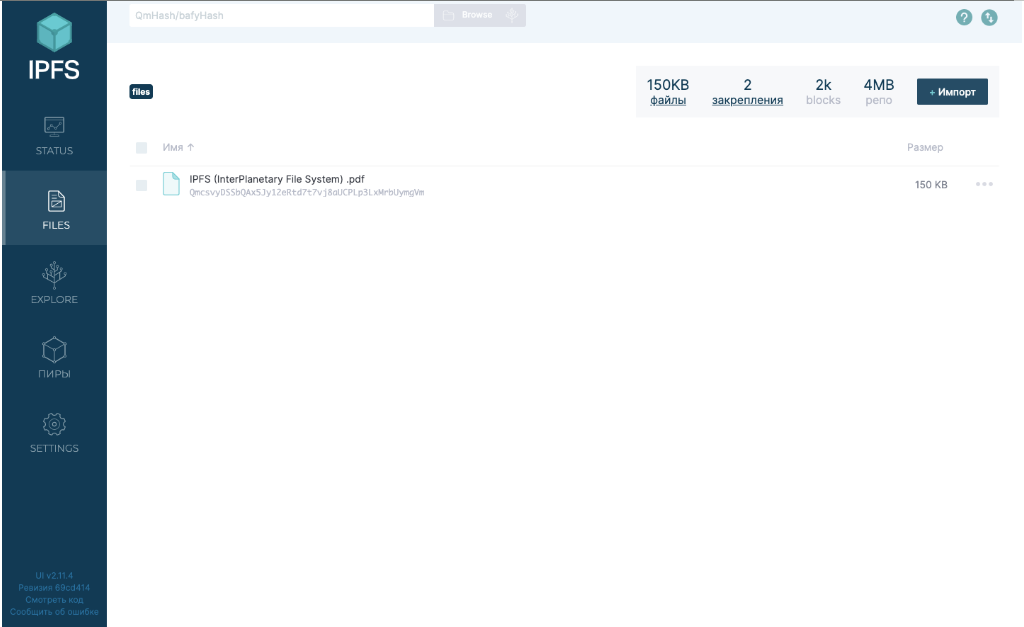 QmHash/bafyHash
Browse
IPFS
STATUS
FILES
EXPLORE
ПИРЫ
SETTINGS
UI v2.11.4
Ревизия 69cd414
Смотреть код
Сообщить об ошибке
files
150KB
файлы
2
закрепления
2k
blocks
4MB
репо
+ Импорт
Имя ↑
Размер
IPFS (InterPlanetary File System) .pdf
150 KB